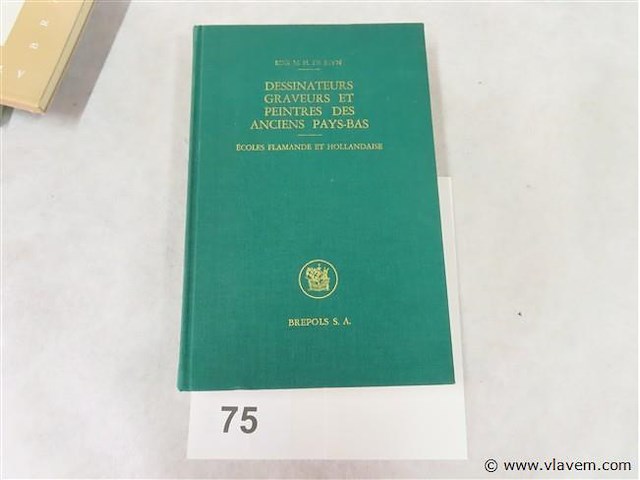 DESSINATEURS
GRAVEURS ET
PEINTRES DES
ANCIENS PAYS-BAS
ÉCOLES FLAMANDE ET HOLLANDAISE
BREPOLS S. A.
75
© www.vlavem.com